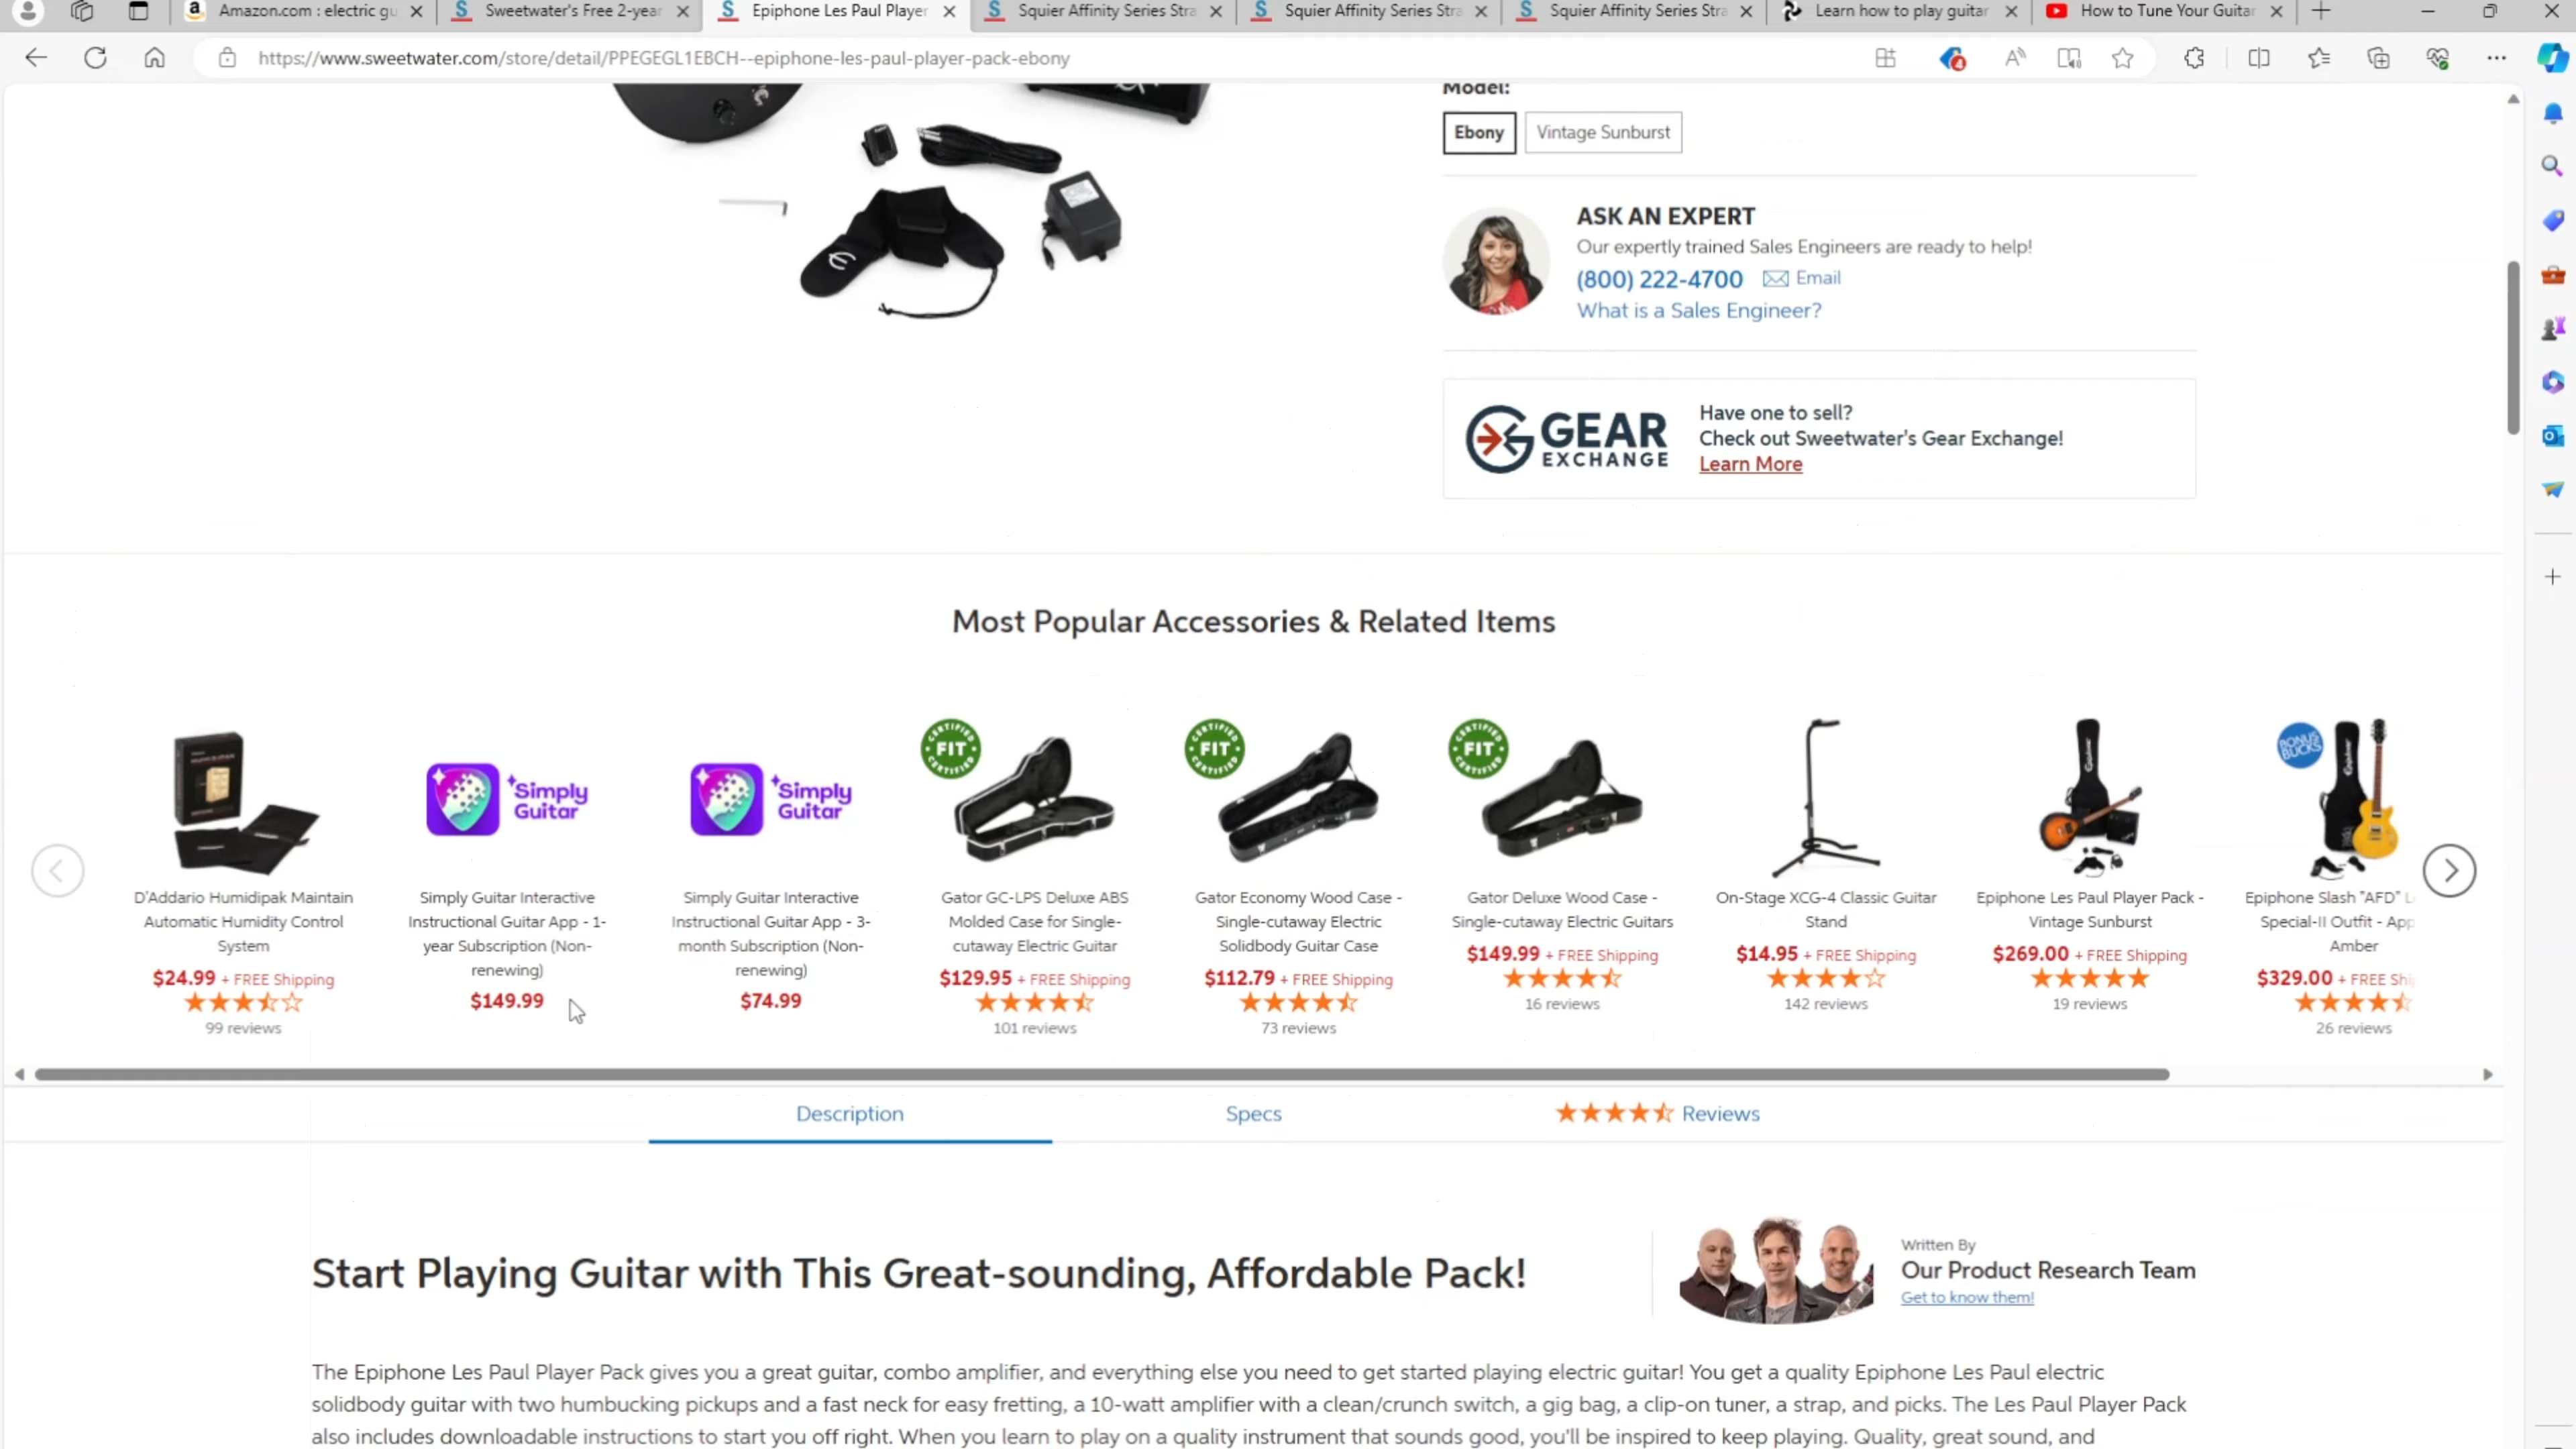 Amazon.com : electric gu
Sweetwater's Free 2-year
Epiphone Les Paul Player
Squier Affinity Series Stra
Squier Affinity Series Stra
Squier Affinity Series Stra
Learn how to play guitar
How to Tune Your Guitar
https://www.sweetwater.com/store/detail/PPEGEGL1EBCH--epiphone-les-paul-player-pack-ebony
Model:
Ebony
Vintage Sunburst
ASK AN EXPERT
Our expertly trained Sales Engineers are ready to help!
(800) 222-4700 Email
What is a Sales Engineer?
GEAR
EXCHANGE
Have one to sell?
Check out Sweetwater's Gear Exchange!
Learn More
Most Popular Accessories & Related Items
Simply
Guitar
D'Addario Humidipak Maintain
Automatic Humidity Control
System
$24.99 + FREE Shipping
99 reviews
Simply Guitar Interactive
Instructional Guitar App - 1-
year Subscription (Non-
renewing)
$149.99
Simply
Guitar
Simply Guitar Interactive
Instructional Guitar App - 3-
month Subscription (Non-
renewing)
$74.99
CERTIFIED
FIT
CERTIFIED
Gator GC-LPS Deluxe ABS
Molded Case for Single-
cutaway Electric Guitar
$129.95 + FREE Shipping
101 reviews
CERTIFIED
FIT
CERTIFIED
Gator Economy Wood Case -
Single-cutaway Electric
Solidbody Guitar Case
$112.79 + FREE Shipping
73 reviews
CERTIFIED
FIT
CERTIFIED
Gator Deluxe Wood Case -
Single-cutaway Electric Guitars
$149.99 + FREE Shipping
16 reviews
On-Stage XCG-4 Classic Guitar
Stand
$14.95 + FREE Shipping
142 reviews
Epiphone Les Paul Player Pack -
Vintage Sunburst
$269.00 + FREE Shipping
19 reviews
BONUS
BUCKS
Epiphone Slash "AFD" L
Special-II Outfit - App
Amber
$329.00 + FREE Shi
26 reviews
Description
Specs
Reviews
Start Playing Guitar with This Great-sounding, Affordable Pack!
Written By
Our Product Research Team
Get to know them!
The Epiphone Les Paul Player Pack gives you a great guitar, combo amplifier, and everything else you need to get started playing electric guitar! You get a quality Epiphone Les Paul electric
solidbody guitar with two humbucking pickups and a fast neck for easy fretting, a 10-watt amplifier with a clean/crunch switch, a gig bag, a clip-on tuner, a strap, and picks. The Les Paul Player Pack
also includes downloadable instructions to start you off right. When you learn to play on a quality instrument that sounds good, you'll be inspired to keep playing. Quality, great sound, and